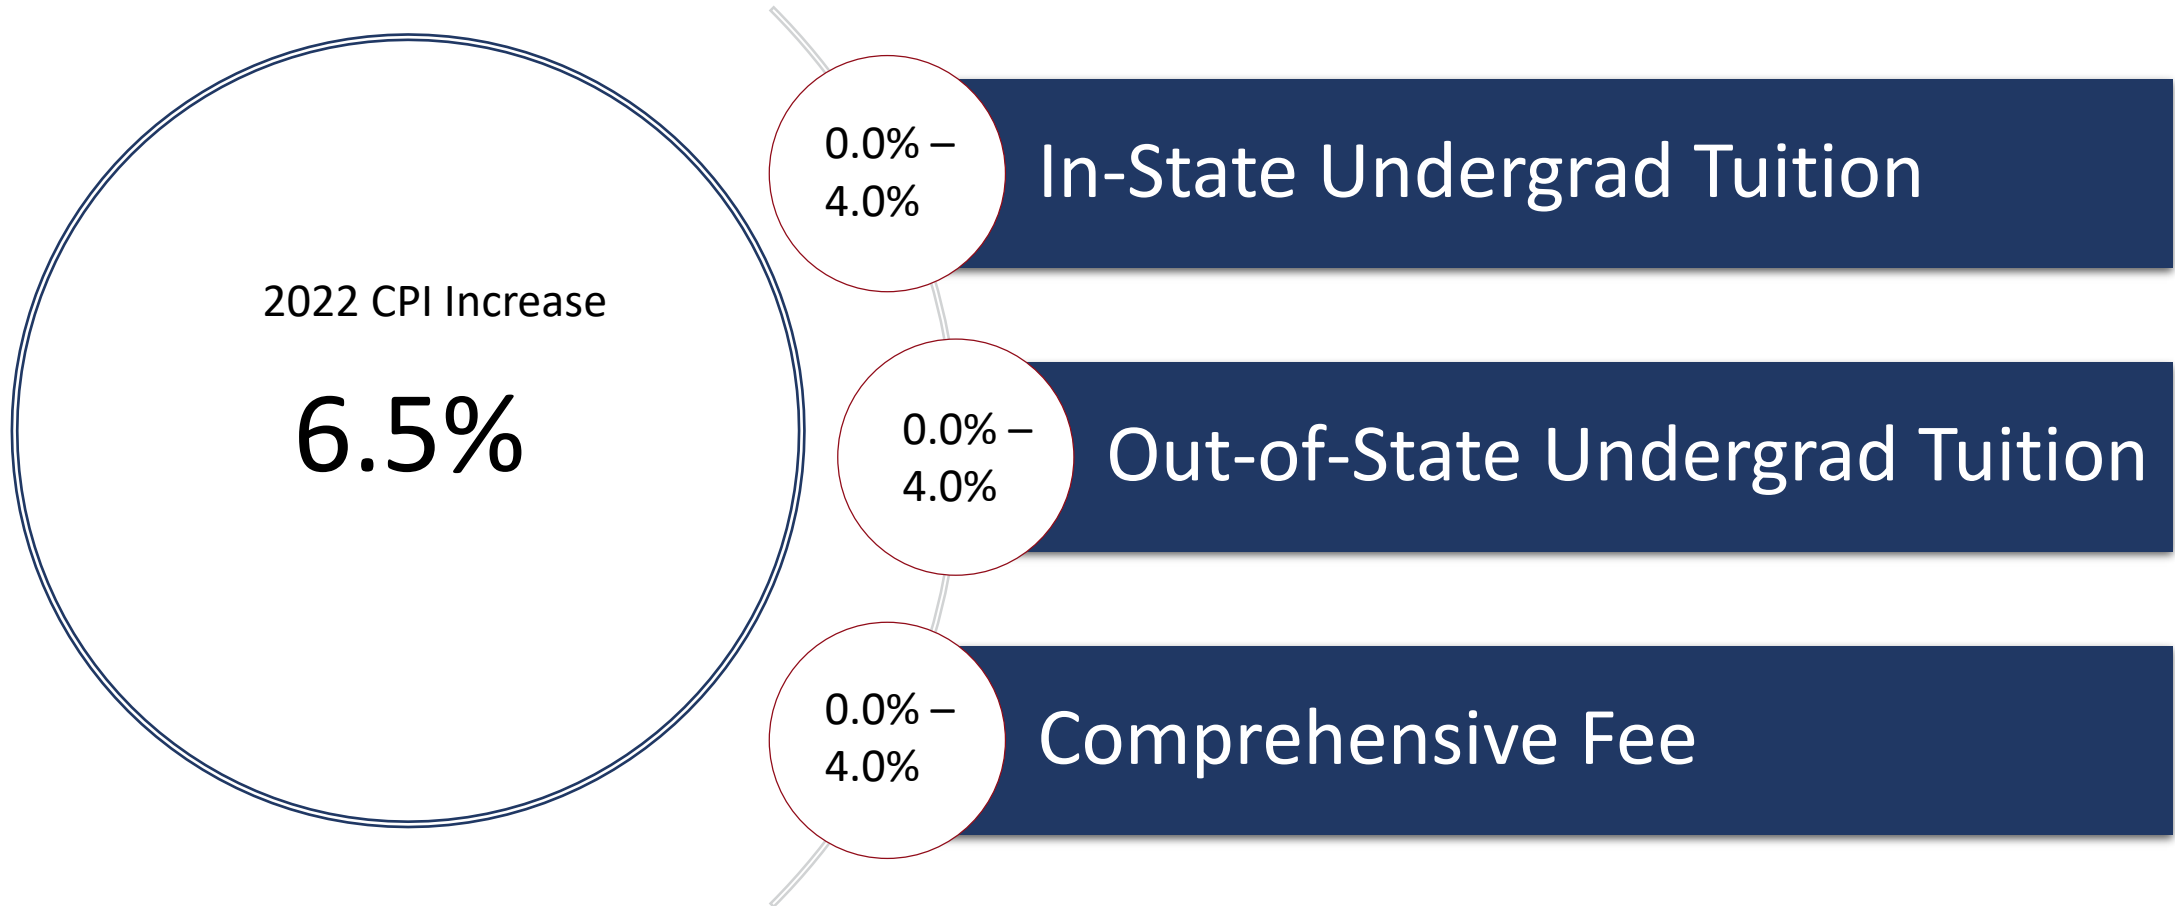 2022 CPI Increase
6.5%
0.0% –
4.0%
In-State Undergrad Tuition
0.0% –
4.0%
Out-of-State Undergrad Tuition
0.0% –
4.0%
Comprehensive Fee